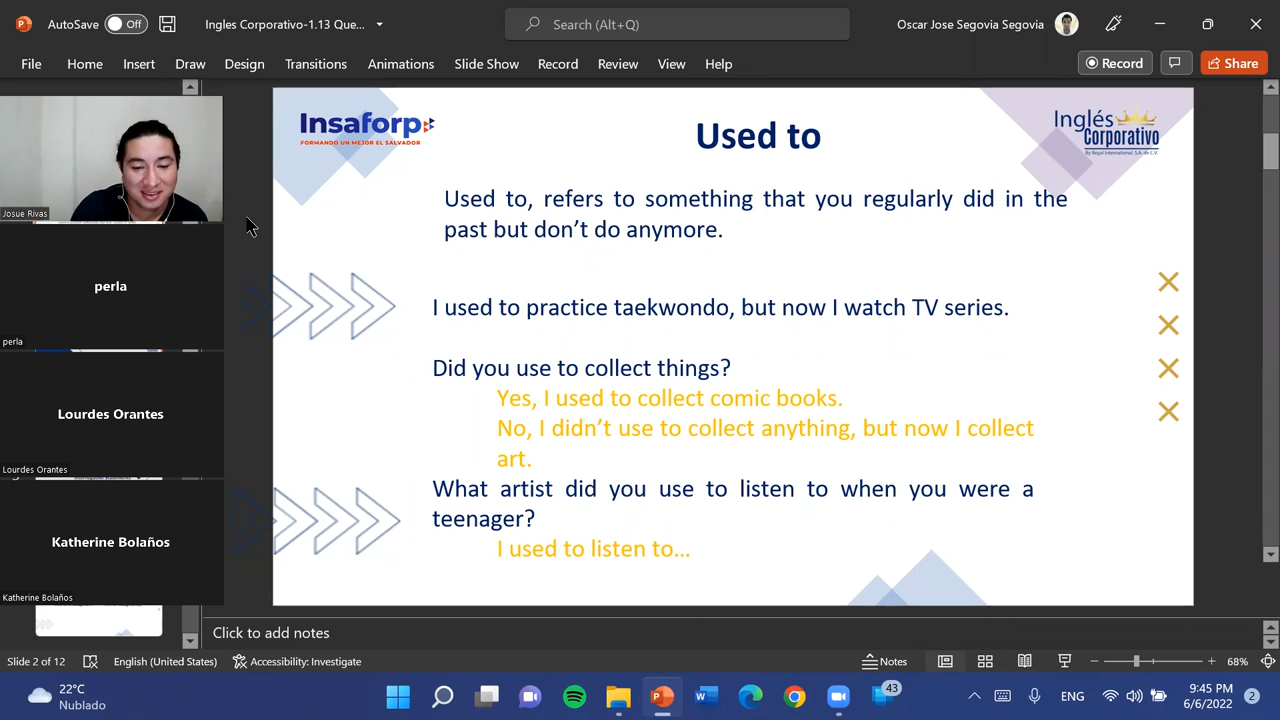 AutoSave Off
Ingles Corporativo-1.13 Que...
Search (Alt+Q)
Oscar Jose Segovia Segovia
File Home Insert Draw Design Transitions Animations Slide Show Record Review View Help
Record
Share
Josue Rivas
perla
perla
Lourdes Orantes
Lourdes Orantes
Katherine Bolaños
Katherine Bolaños
Insaforp
FORMANDO UN MEJOR EL SALVADOR
Used to
Inglés
Corporativo
By Regal International, S.A. de C.V.
Used to, refers to something that you regularly did in the
past but don't do anymore.
I used to practice taekwondo, but now I watch TV series.
Did you use to collect things?
Yes, I used to collect comic books.
No, I didn't use to collect anything, but now I collect
art.
What artist did you use to listen to when you were a
teenager?
I used to listen to...
Click to add notes
Slide 2 of 12
English (United States)
Accessibility: Investigate
Notes
68%
22°C
Nublado
43
ENG
9:45 PM
6/6/2022
2